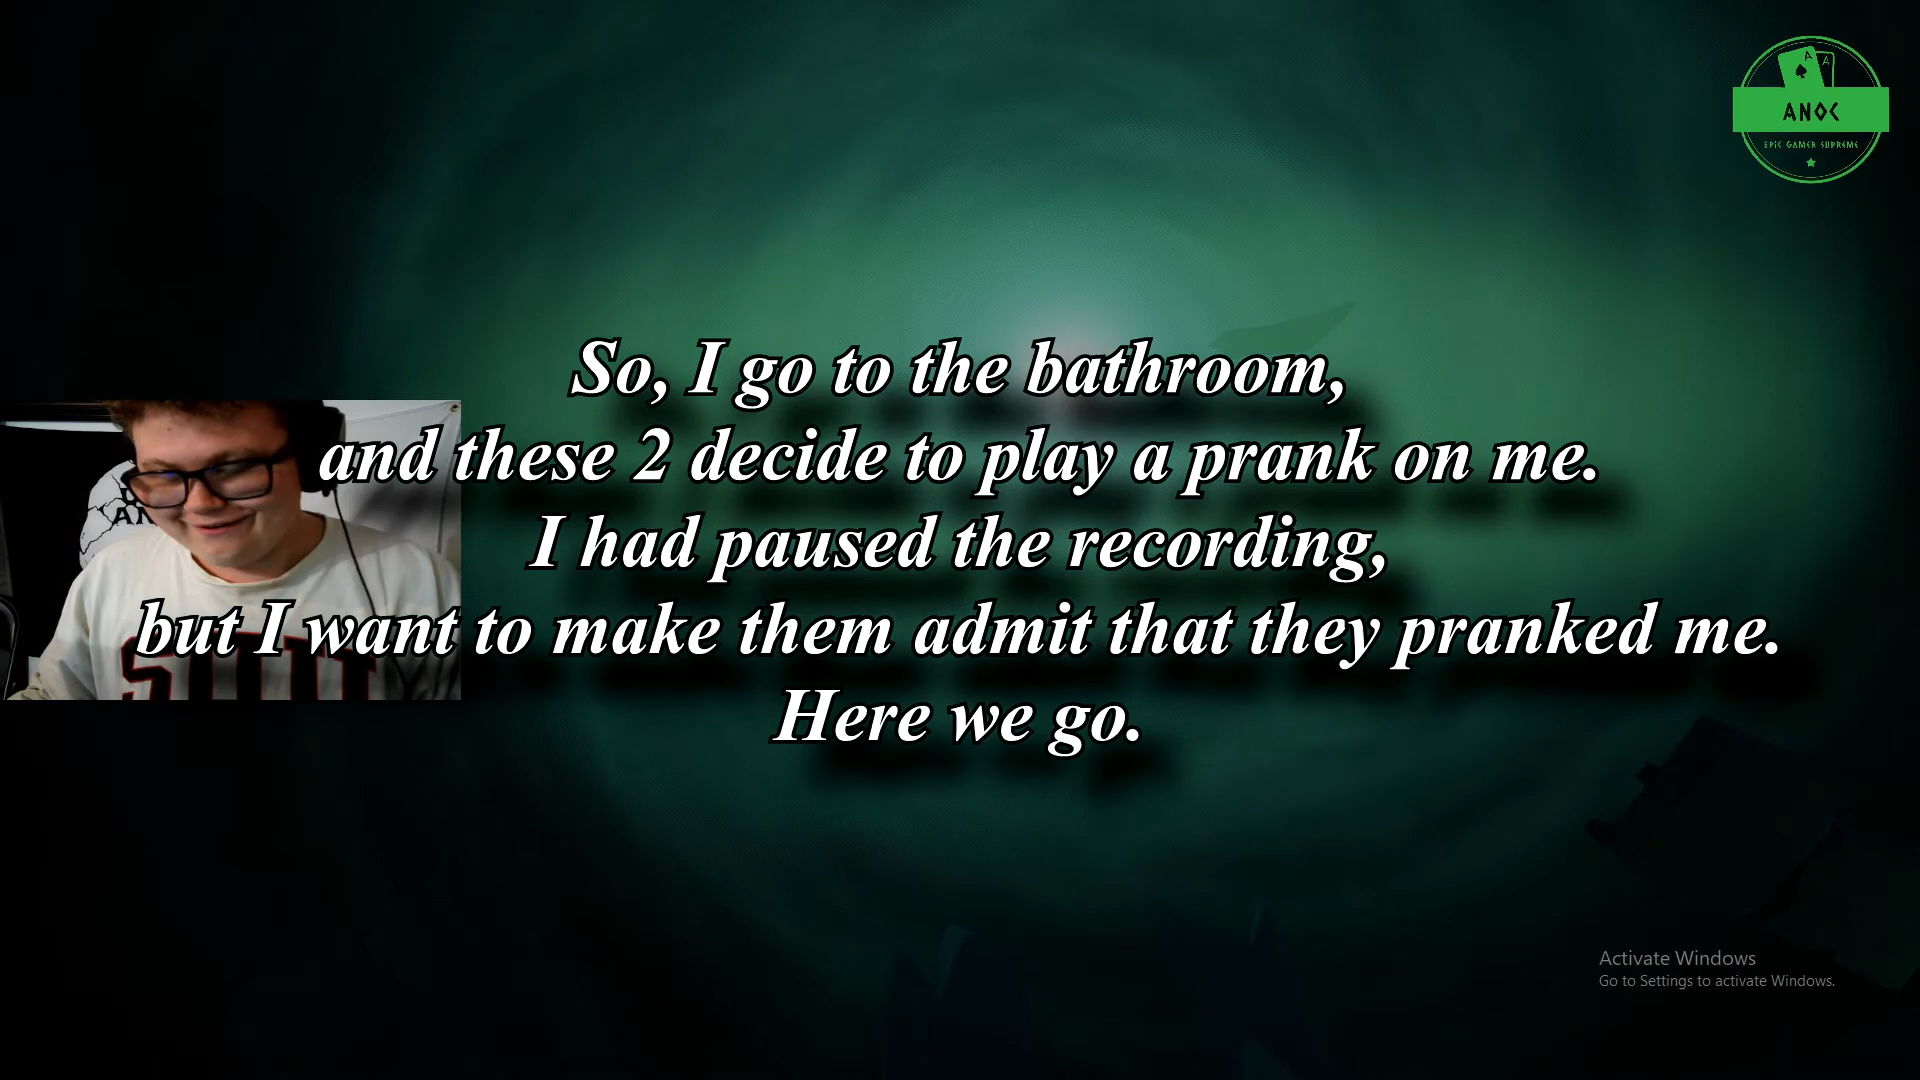 ANOC
EPIC GAMER SUPREME
So, I go to the bathroom,
and these 2 decide to play a prank on me.
I had paused the recording,
but I want to make them admit that they pranked me.
Here we go.
Activate Windows
Go to Settings to activate Windows.